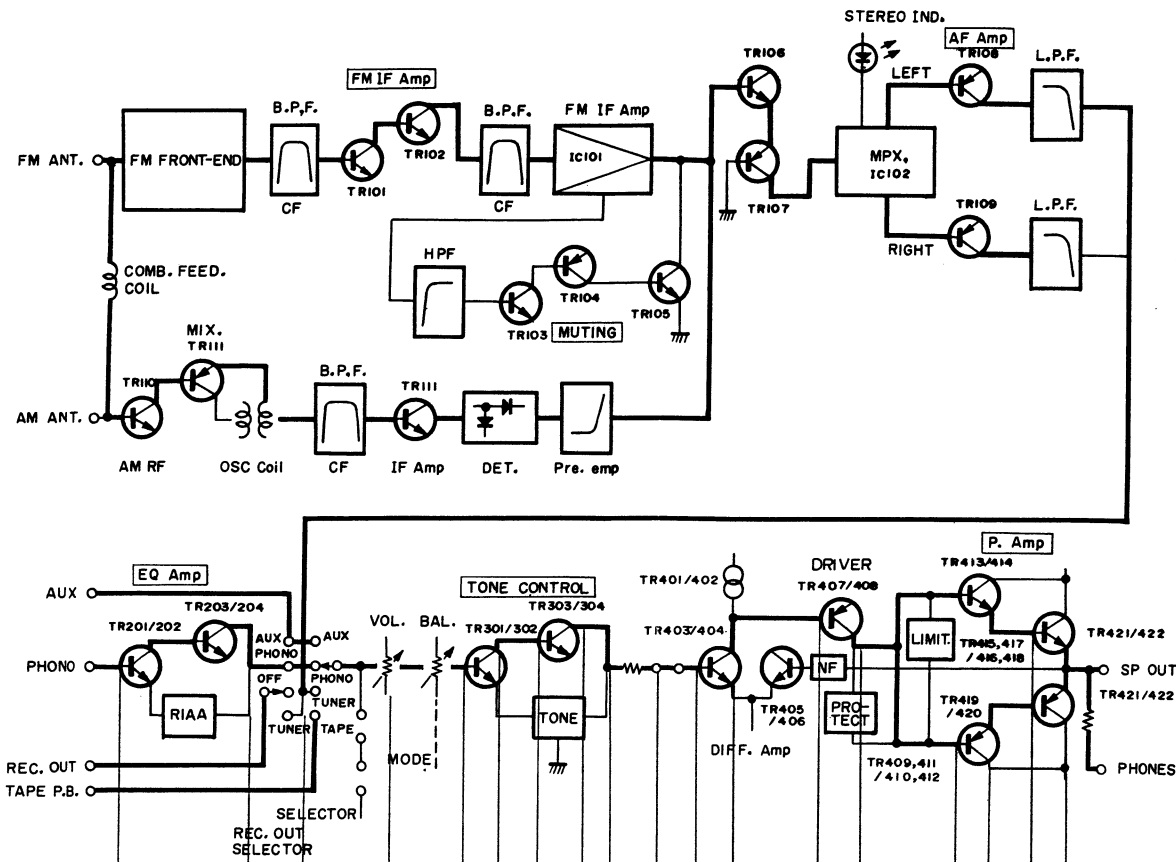 STEREO IND.
AF Amp
TR108
L.P.F.
TR106
LEFT
FM IF Amp
B.P.F.
B.P.F.
FM IF Amp
FM ANT.
FM FRONT-END
TR102
IC101
MPX,
IC102
TR101
CF
CF
TR107
TR109
L.P.F.
RIGHT
HPF
COMB. FEED.
COIL
TR104
TR105
TR103
MUTING
MIX.
TR111
B.P.F.
TR110
TR111
AM ANT.
AM RF
OSC Coil
CF
IF Amp
DET.
Pre. emp
P. Amp
DRIVER
TR413/414
EQ Amp
TR401/402
TR407/408
TONE CONTROL
AUX
TR203/204
TR303/304
TR201/202
AUX
AUX
VOL.
BAL.
TR301/302
TR403/404
LIMIT.
TR415,417
/416,418
TR421/422
PHONO
PHONO
PHONO
NF
SP OUT
OFF
TUNER
TR421/422
RIAA
TONE
TR405
/406
PRO-
TECT
TR419
/420
TUNER
TAPE
MODE
DIFF. Amp
TR409,411
/410,412
REC. OUT
PHONES
TAPE P.B.
SELECTOR
REC. OUT
SELECTOR